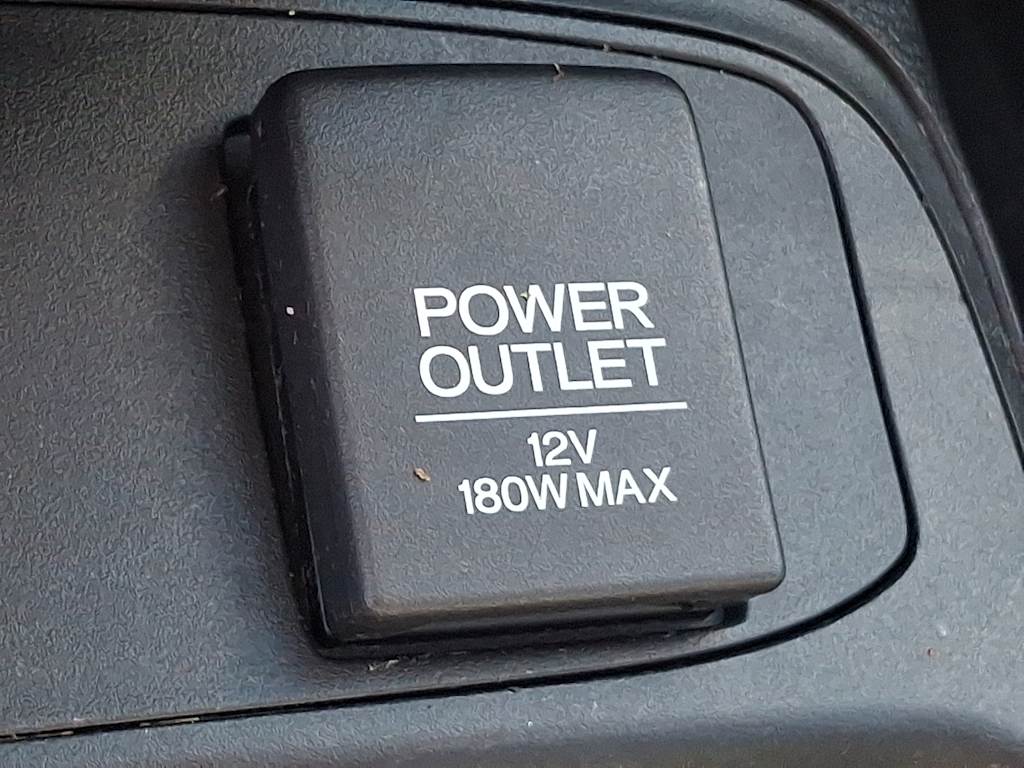 POWER
OUTLET
12V
180W MAX